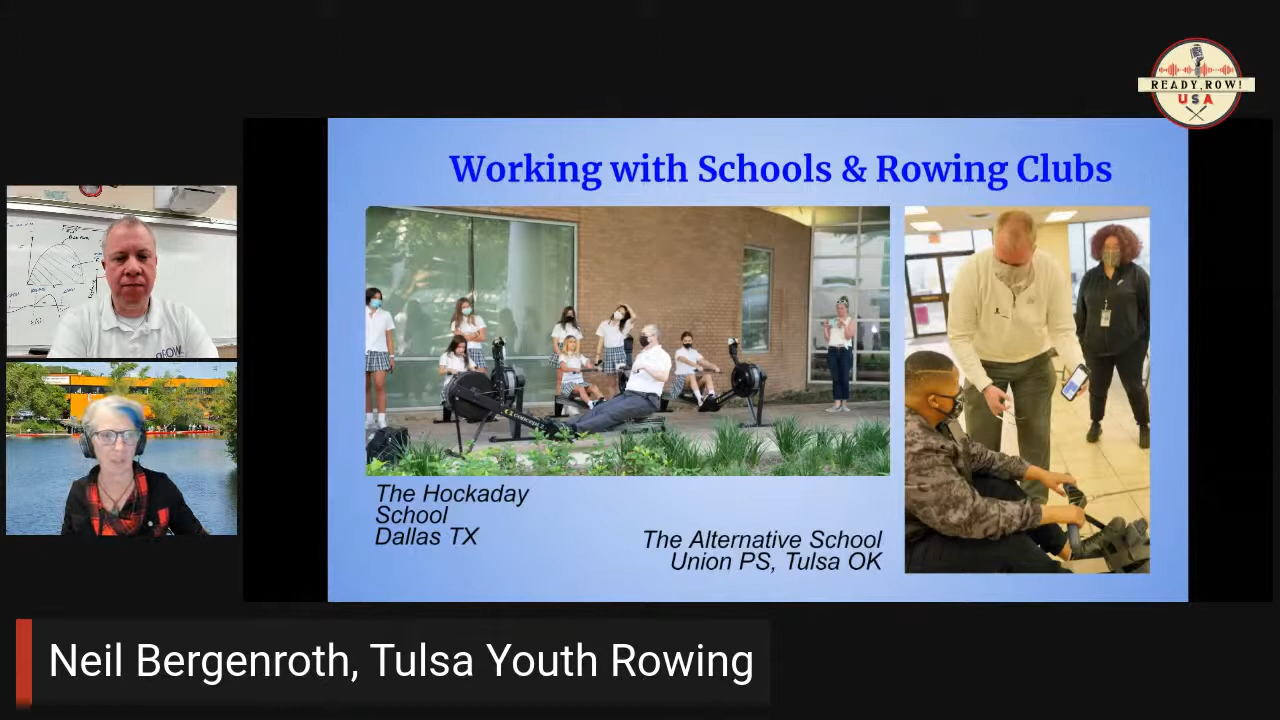 READY, ROW!
USA
Working with Schools & Rowing Clubs
The Hockaday
School
Dallas TX
The Alternative School
Union PS, Tulsa OK
Neil Bergenroth, Tulsa Youth Rowing